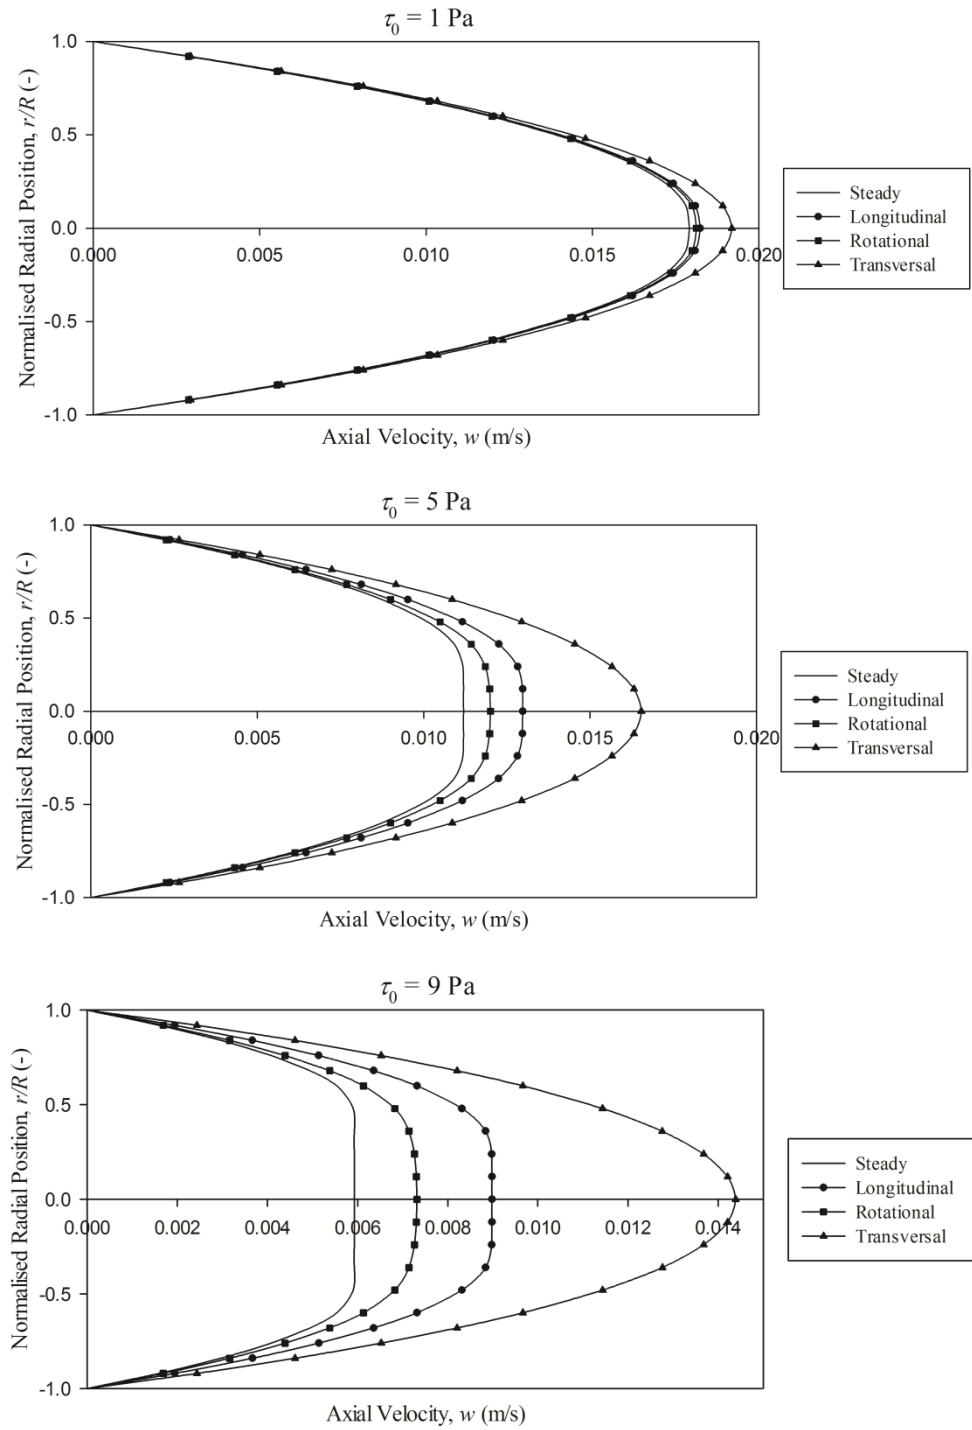 τ0 = 1 Pa
Normalised Radial Position, r/R (-)
1.0
0.5
0.0
-0.5
-1.0
0.000
0.005
0.010
0.015
0.020
Axial Velocity, w (m/s)
Steady
Longitudinal
Rotational
Transversal
τ0 = 5 Pa
Normalised Radial Position, r/R (-)
1.0
0.5
0.0
-0.5
-1.0
0.000
0.005
0.010
0.015
0.020
Axial Velocity, w (m/s)
Steady
Longitudinal
Rotational
Transversal
τ0 = 9 Pa
Normalised Radial Position, r/R (-)
1.0
0.5
0.0
-0.5
-1.0
0.000
0.002
0.004
0.006
0.008
0.010
0.012
0.014
Axial Velocity, w (m/s)
Steady
Longitudinal
Rotational
Transversal